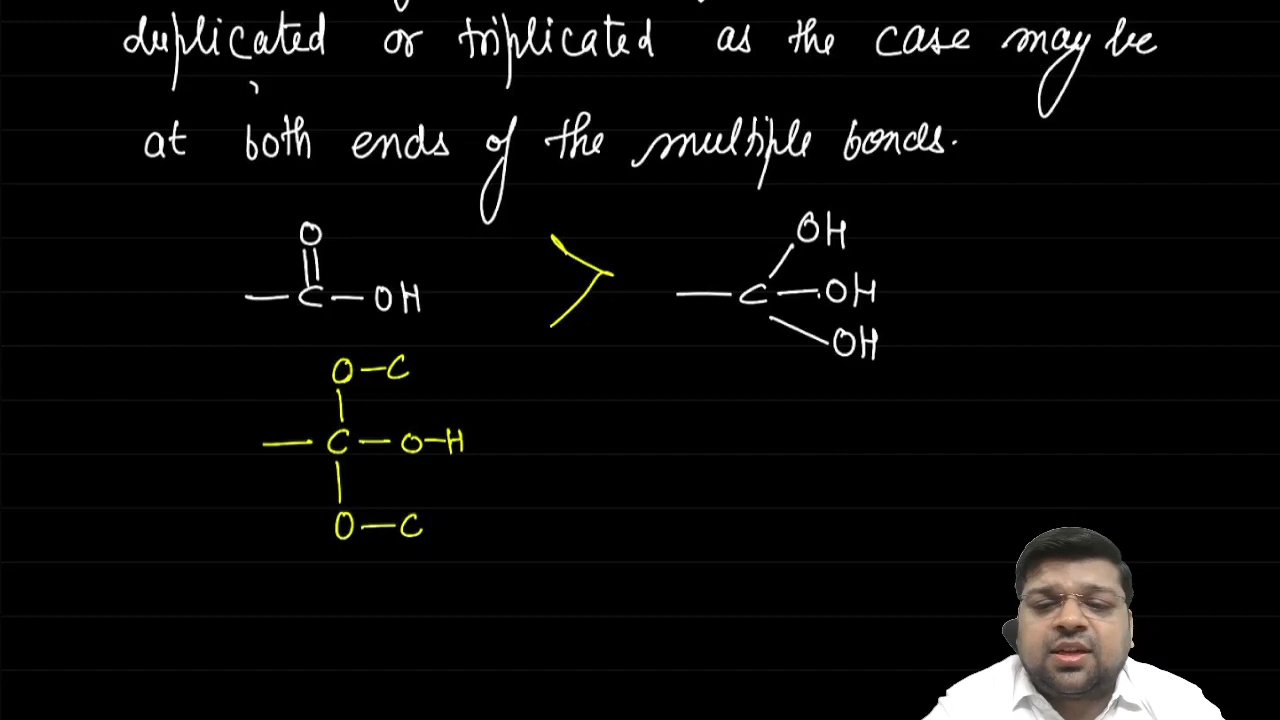 duplicated or triplicated as the case may be
at both ends of the multiple bonds.
O
C OH
>
OH
C OH
OH
O-C
C-O-H
O-C